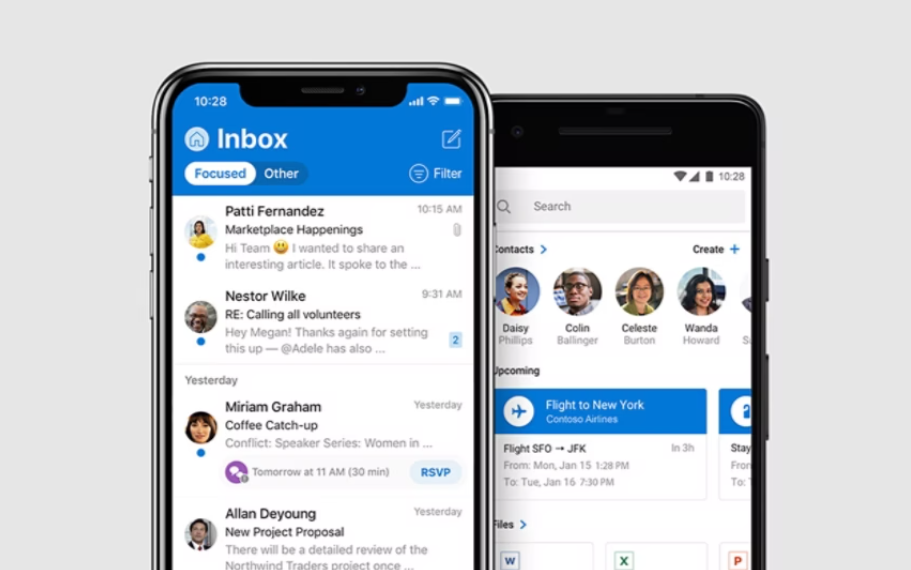 10:28
Inbox
Focused
Other
Filter
Patti Fernandez
10:15 AM
Marketplace Happenings
Hi Team 😃 I wanted to share an
interesting article. It spoke to the ...
Nestor Wilke
9:31 AM
RE: Calling all volunteers
Hey Megan! Thanks again for setting
this up — @Adele has also ...
2
Yesterday
Miriam Graham
Yesterday
Coffee Catch-up
Conflict: Speaker Series: Women in ...
Tomorrow at 11 AM (30 min)
RSVP
Allan Deyoung
Yesterday
New Project Proposal
There will be a detailed review of the
Northwind Traders project once ...
10:28
Search
Contacts
Create +
Daisy
Phillips
Colin
Ballinger
Celeste
Burton
Wanda
Howard
Upcoming
Flight to New York
Contoso Airlines
Flight SFO → JFK
In 3h
From: Mon, Jan 15 1:28 PM
To: Tue, Jan 16 7:30 PM
Stay
From
To:
Files
W
X
P